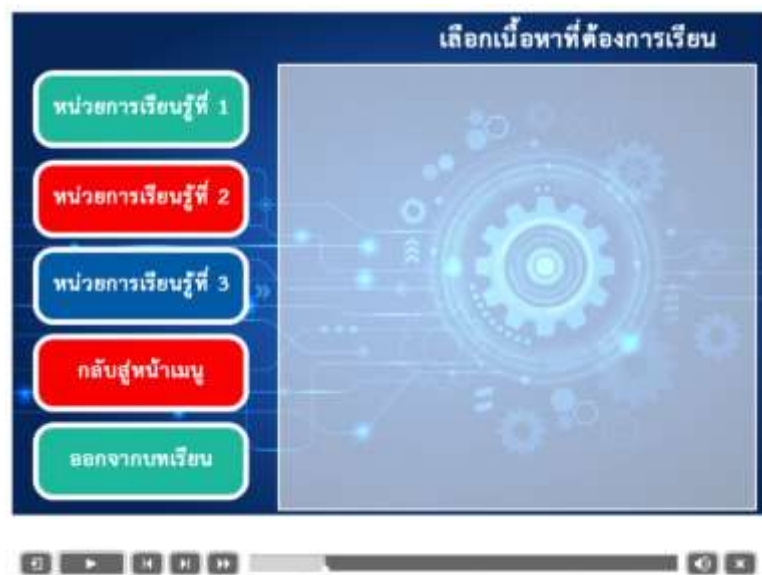 เลือกเนื้อหาที่ต้องการเรียน
หน่วยการเรียนรู้ที่ 1
หน่วยการเรียนรู้ที่ 2
หน่วยการเรียนรู้ที่ 3
กลับสู่หน้าเมนู
ออกจากบทเรียน